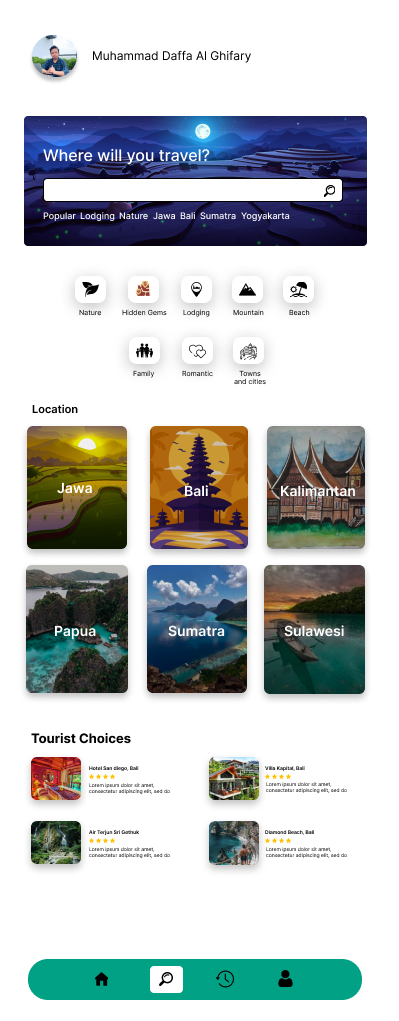 Muhammad Daffa Al Ghifary
Where will you travel?
Popular Lodging Nature Jawa Bali Sumatra Yogyakarta
Nature
Hidden Gems
Lodging
Mountain
Beach
Family
Romantic
Towns
and cities
Location
Jawa
Bali
Kalimantan
Papua
Sumatra
Sulawesi
Tourist Choices
Hotel San diego, Bali
Lorem ipsum dolor sit amet,
consectetur adipiscing elit, sed do
Villa Kapital, Bali
Lorem ipsum dolor sit amet,
consectetur adipiscing elit, sed do
Air Terjun Sri Gethuk
Lorem ipsum dolor sit amet,
consectetur adipiscing elit, sed do
Diamond Beach, Bali
Lorem ipsum dolor sit amet,
consectetur adipiscing elit, sed do